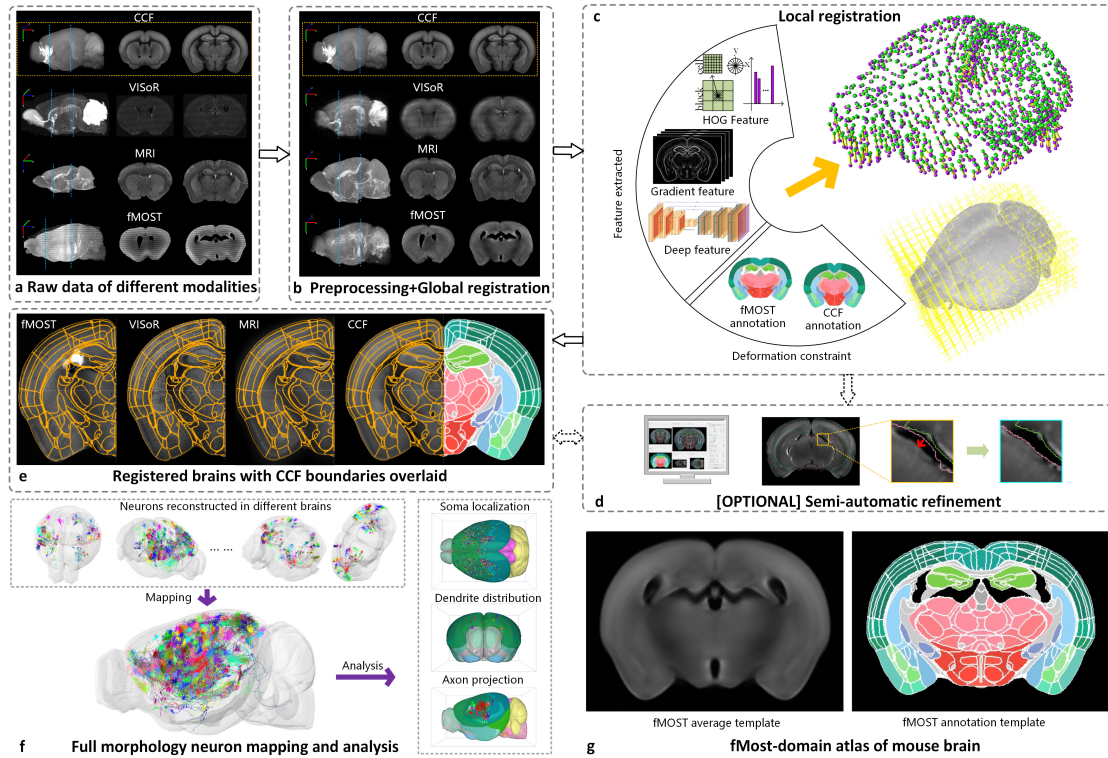 CCF
VISoR
MRI
fMOST
a Raw data of different modalities
CCF
VISoR
MRI
fMOST
b Preprocessing+Global registration
c
Local registration
Feature extracted
cell
block
HOG Feature
Gradient feature
Deep feature
fMOST
annotation
CCF
annotation
Deformation constraint
fMOST
VISoR
MRI
CCF
e
Registered brains with CCF boundaries overlaid
d
[OPTIONAL] Semi-automatic refinement
Neurons reconstructed in different brains
... ...
Mapping
Analysis
f
Full morphology neuron mapping and analysis
Soma localization
Dendrite distribution
Axon projection
fMOST average template
fMOST annotation template
g
fMost-domain atlas of mouse brain